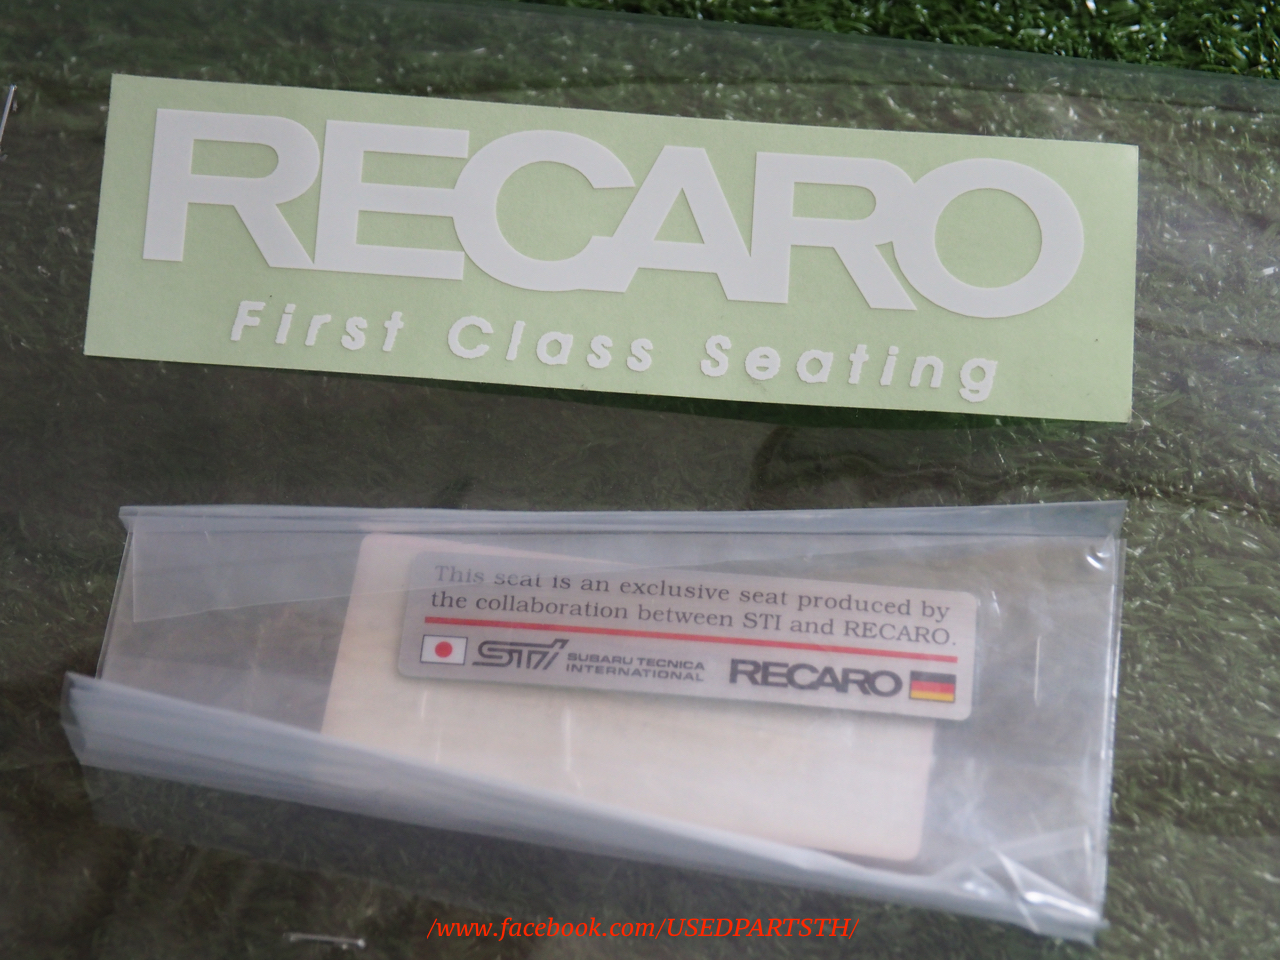 RECARO
First Class Seating
This seat is an exclusive seat produced by
the collaboration between STI and RECARO.
STI SUBARU TECNICA INTERNATIONAL RECARO
/www.facebook.com/USEDPARTSTH/